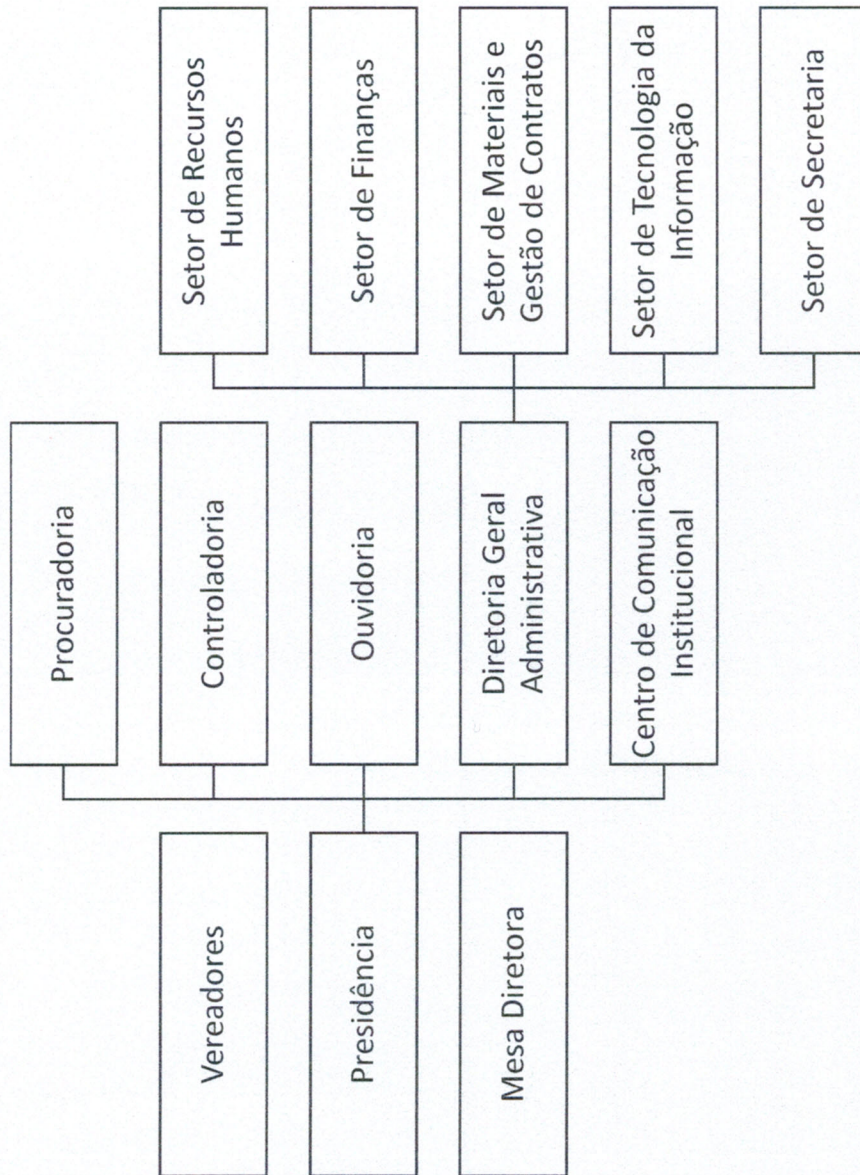 Vereadores
Presidência
Mesa Diretora
Procuradoria
Controladoria
Ouvidoria
Diretoria Geral
Administrativa
Centro de Comunicação
Institucional
Setor de Recursos
Humanos
Setor de Finanças
Setor de Materiais e
Gestão de Contratos
Setor de Tecnologia da
Informação
Setor de Secretaria